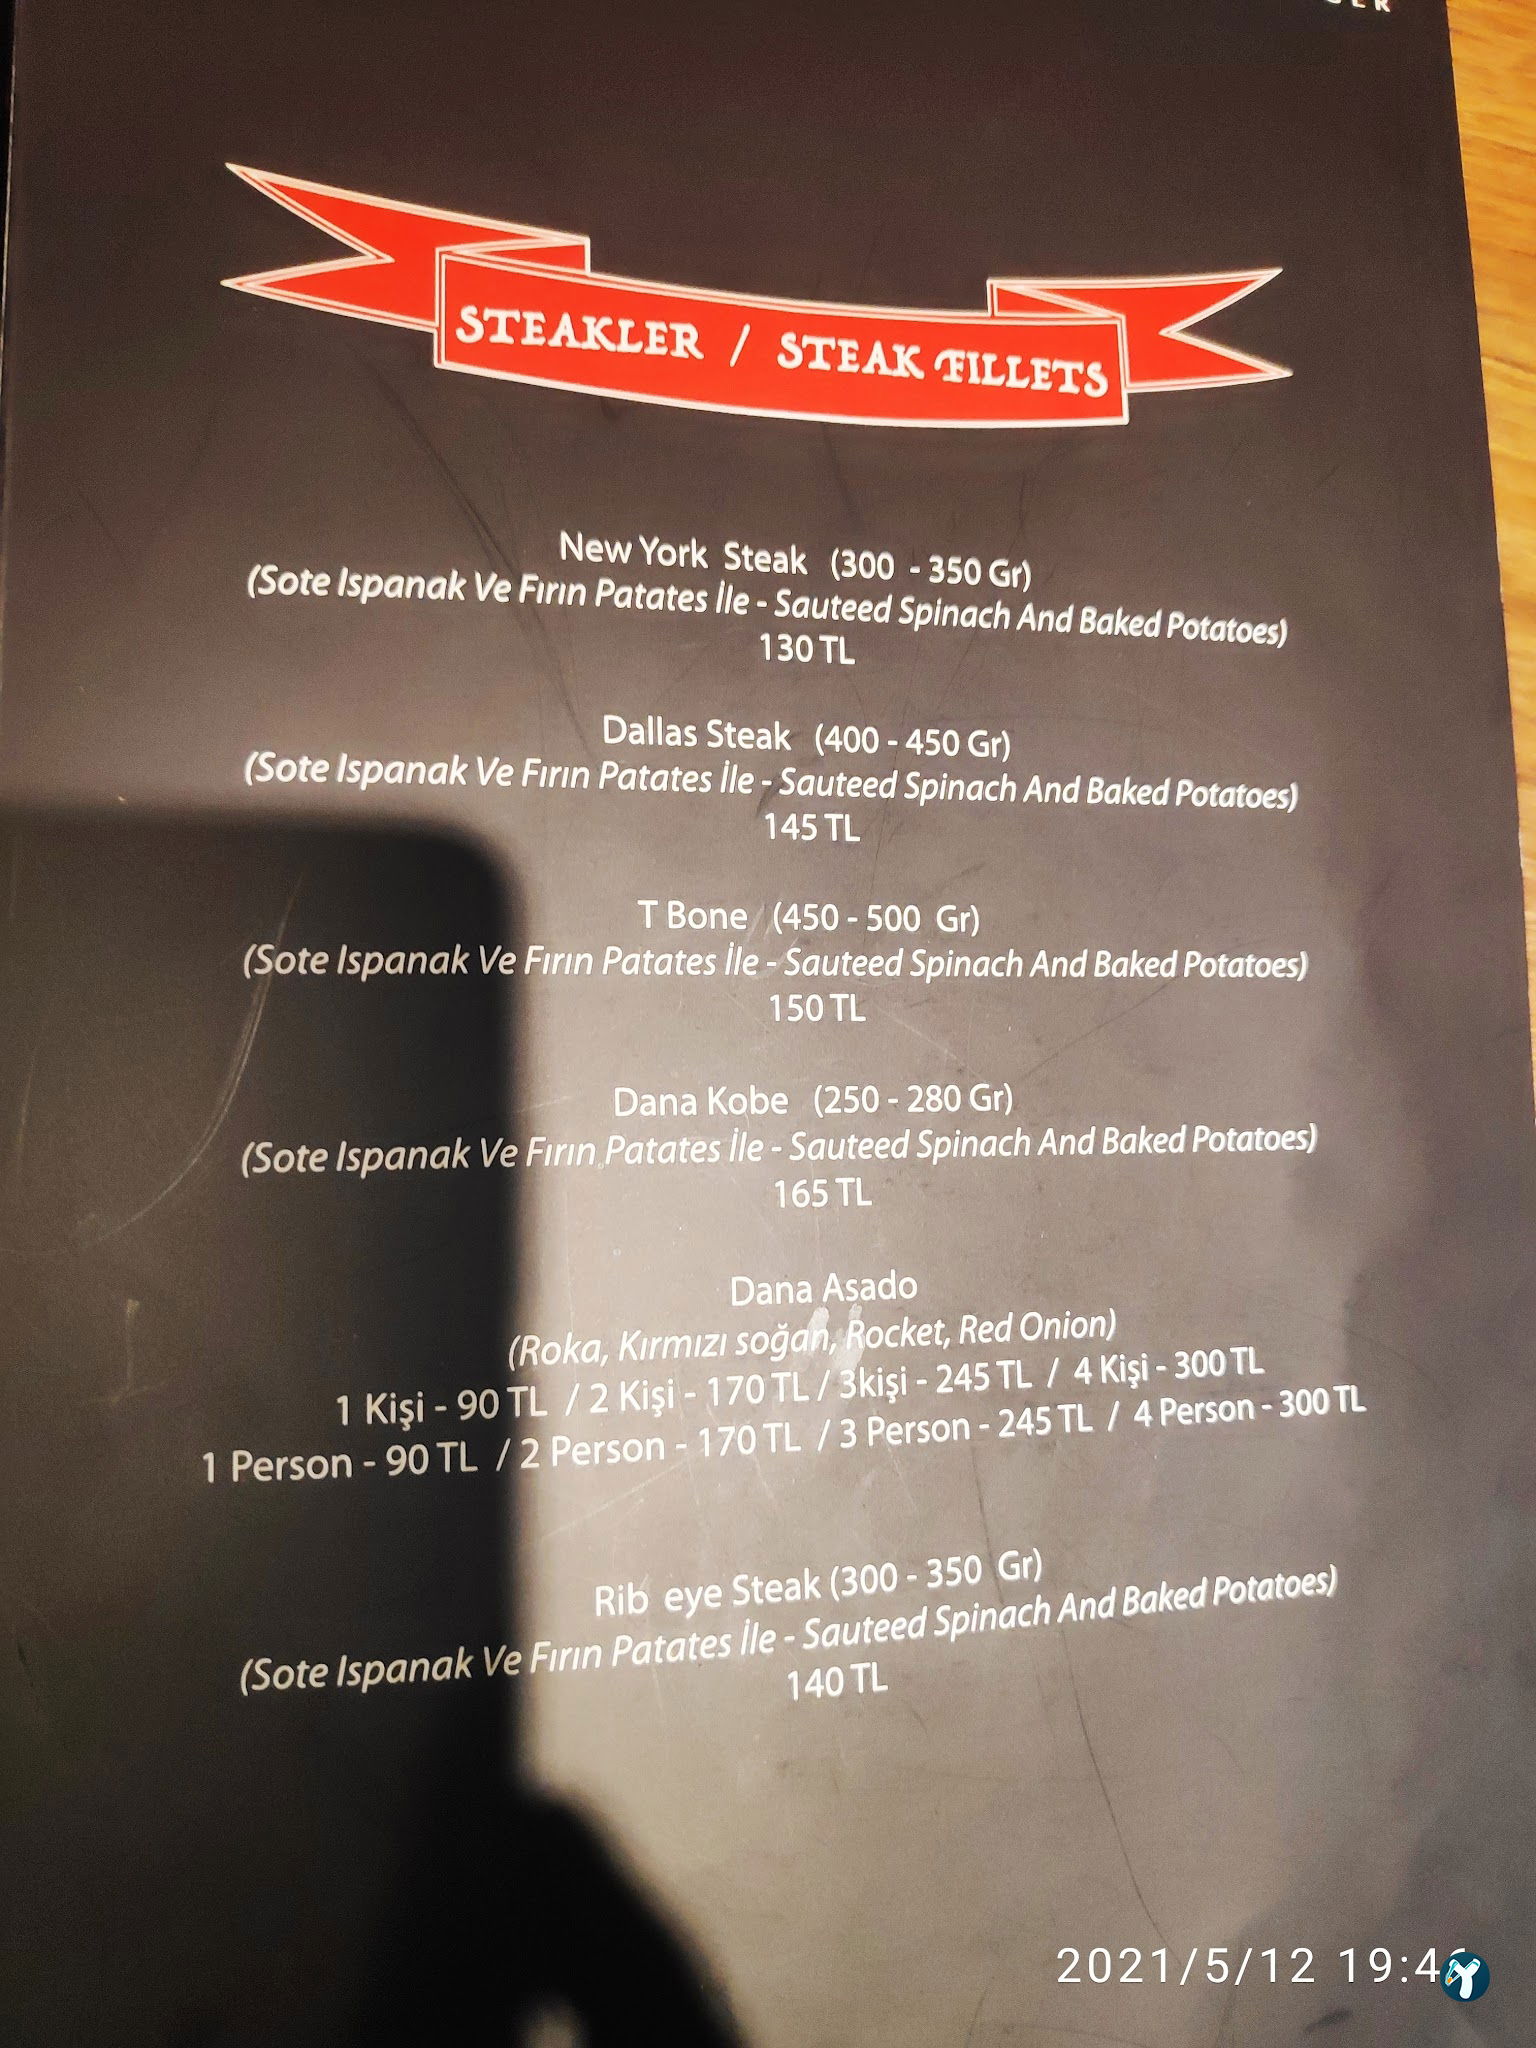 STEAKLER / STEAK FILLETS
New York Steak (300 - 350 Gr)
(Sote Ispanak Ve Fırın Patates İle - Sauteed Spinach And Baked Potatoes)
130 TL
Dallas Steak (400 - 450 Gr)
(Sote Ispanak Ve Fırın Patates İle - Sauteed Spinach And Baked Potatoes)
145 TL
T Bone (450 - 500 Gr)
(Sote Ispanak Ve Fırın Patates İle - Sauteed Spinach And Baked Potatoes)
150 TL
Dana Kobe (250 - 280 Gr)
(Sote Ispanak Ve Fırın Patates İle - Sauteed Spinach And Baked Potatoes)
165 TL
Dana Asado
(Roka, Kırmızı soğan, Rocket, Red Onion)
1 Kişi - 90 TL / 2 Kişi - 170 TL / 3kişi - 245 TL / 4 Kişi - 300 TL
1 Person - 90 TL / 2 Person - 170 TL / 3 Person - 245 TL / 4 Person - 300 TL
Rib eye Steak (300 - 350 Gr)
(Sote Ispanak Ve Fırın Patates İle - Sauteed Spinach And Baked Potatoes)
140 TL
2021/5/12